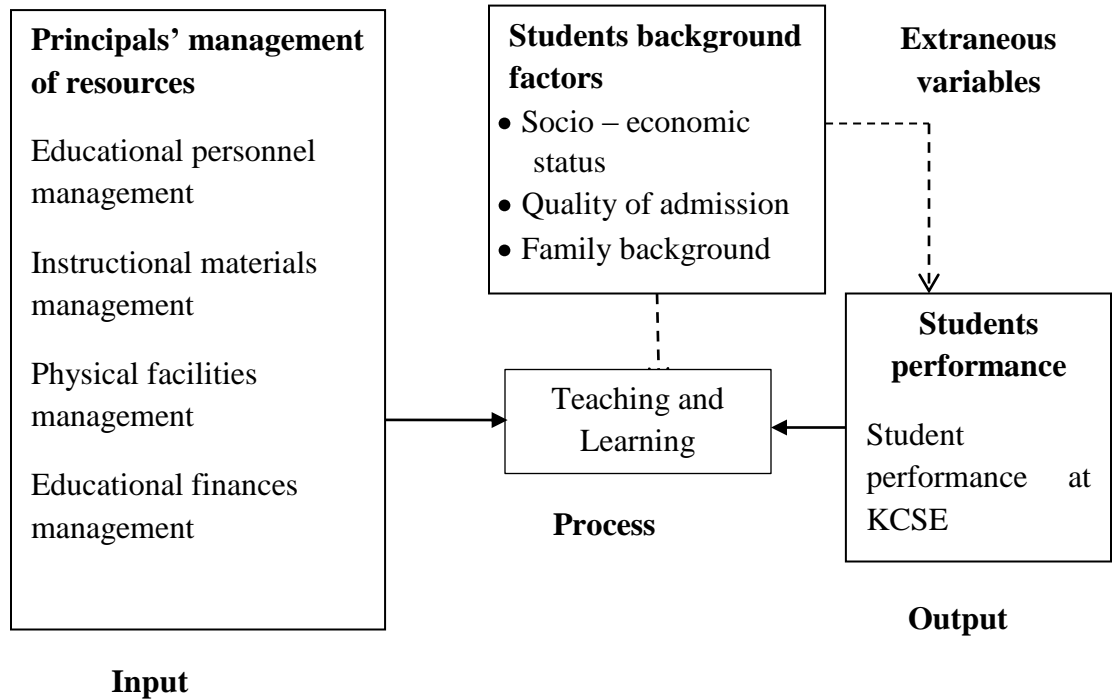 Principals’ management
of resources
Educational personnel
management
Instructional materials
management
Physical facilities
management
Educational finances
management
Input
Students background
factors
• Socio – economic
status
• Quality of admission
• Family background
Extraneous
variables
Teaching and
Learning
Process
Students
performance
Student
performance at
KCSE
Output